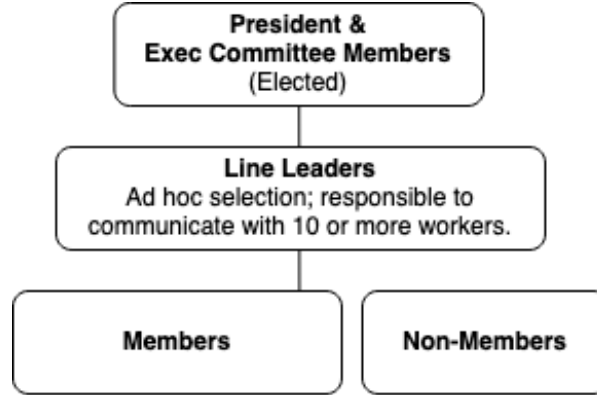 President &
Exec Committee Members
(Elected)
Line Leaders
Ad hoc selection; responsible to
communicate with 10 or more workers.
Members
Non-Members